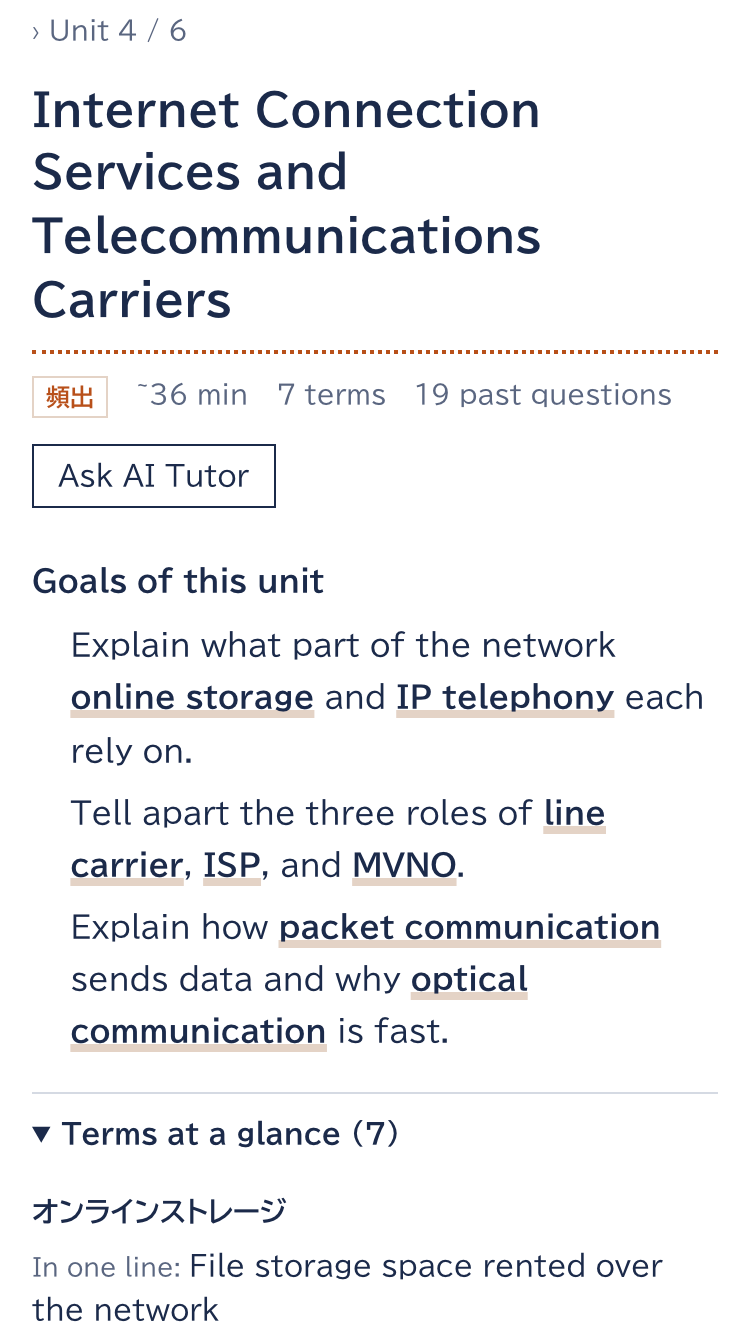 › Unit 4 / 6
Internet Connection
Services and
Telecommunications
Carriers
頻出 ~36 min 7 terms 19 past questions
Ask AI Tutor
Goals of this unit
Explain what part of the network
online storage and IP telephony each
rely on.
Tell apart the three roles of line
carrier, ISP, and MVNO.
Explain how packet communication
sends data and why optical
communication is fast.
▼ Terms at a glance (7)
オンラインストレージ
In one line: File storage space rented over
the network